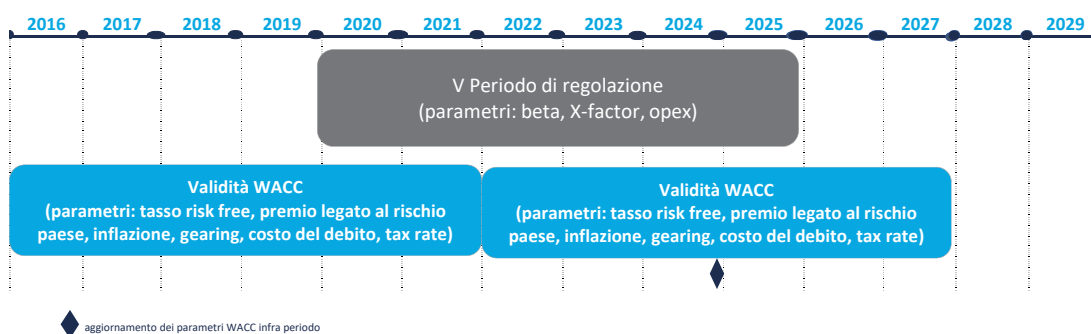 2016 2017 2018 2019 2020 2021 2022 2023 2024 2025 2026 2027 2028 2029
V Periodo di regolazione
(parametri: beta, X-factor, opex)
Validità WACC
(parametri: tasso risk free, premio legato al rischio
paese, inflazione, gearing, costo del debito, tax rate)
Validità WACC
(parametri: tasso risk free, premio legato al rischio
paese, inflazione, gearing, costo del debito, tax rate)
aggiornamento dei parametri WACC infra periodo